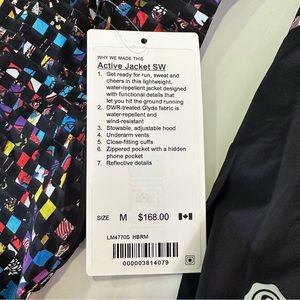 WHY WE MADE THIS
Active Jacket SW
1. Get ready for run, sweat and
cheers in this lightweight,
water-repellent jacket designed
with functional details that
let you hit the ground running
2. DWR-treated Glyde fabric is
water-repellent and
wind-resistant
3. Stowable, adjustable hood
4. Underarm vents
5. Close-fitting cuffs
6. Zippered pocket with a hidden
phone pocket
7. Reflective details
SIZE M $168.00
LM4770S HBRM
000003814079